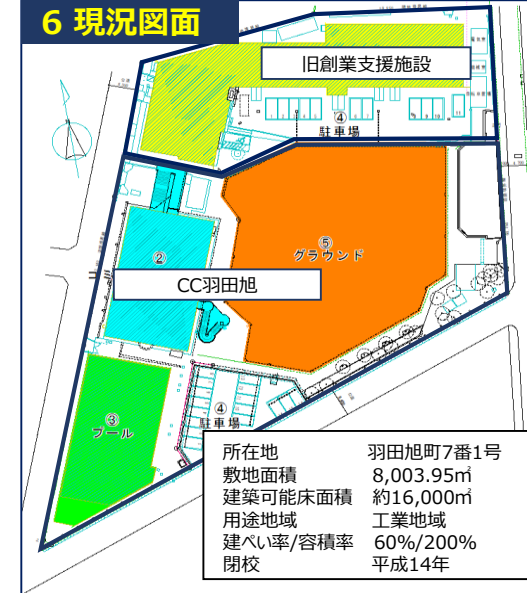 6 現況図面
旧創業支援施設
④
駐車場
⑤
グラウンド
②
CC羽田旭
③
プール
④
駐車場
所在地 羽田旭町7番1号
敷地面積 8,003.95㎡
建築可能床面積 約16,000㎡
用途地域 工業地域
建ぺい率/容積率 60%/200%
閉校 平成14年